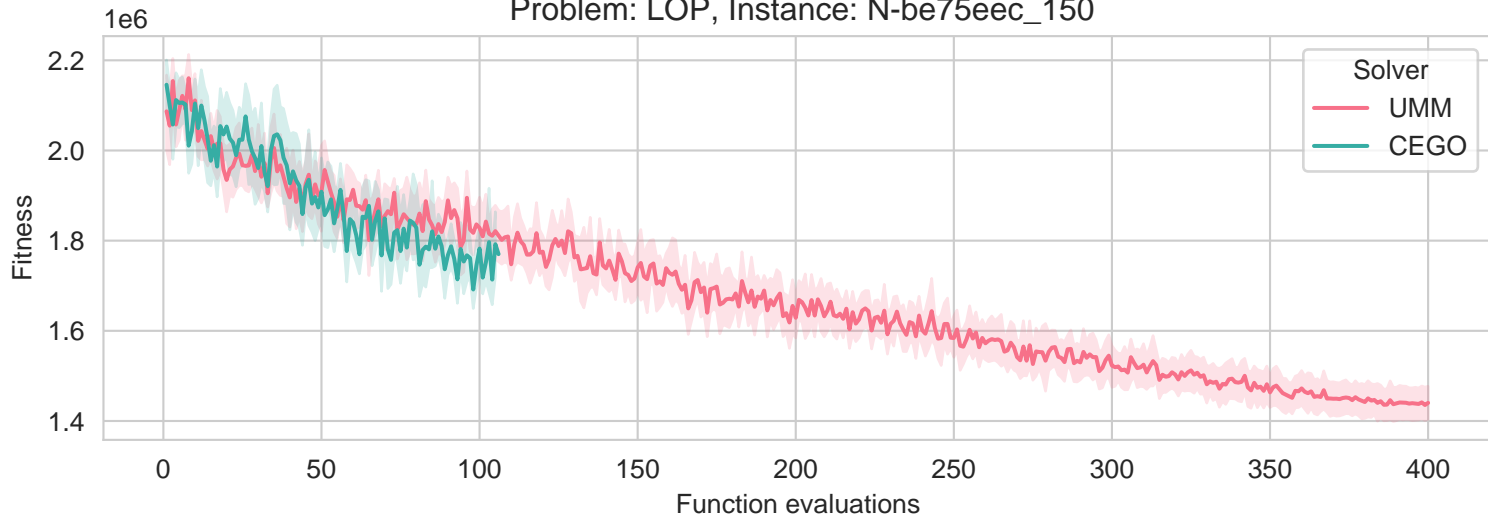 Problem: LOP, Instance: N-be75eec_150
1e6
2.2
2.0
1.8
1.6
1.4
Fitness
Solver
UMM
CEGO
0 50 100 150 200 250 300 350 400
Function evaluations